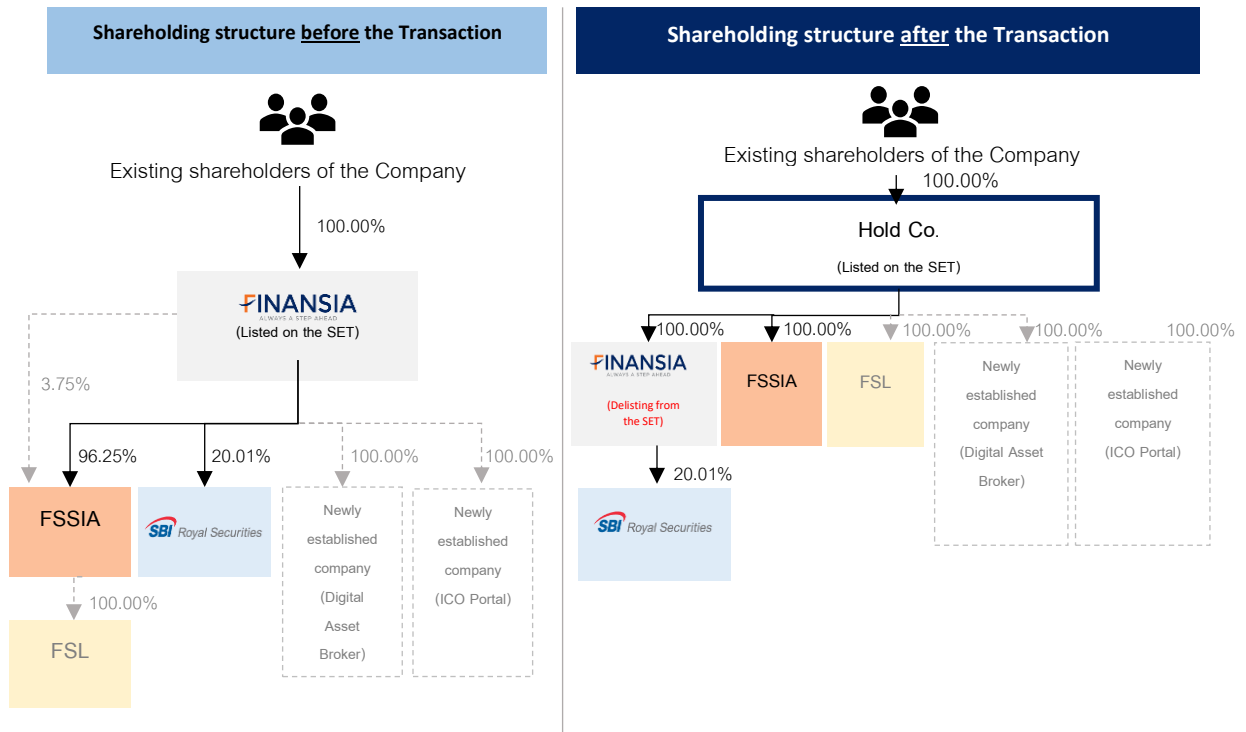 Shareholding structure before the Transaction
Existing shareholders of the Company
100.00%
FINANSIA
ALWAYS A STEP AHEAD
(Listed on the SET)
3.75%
96.25%
20.01%
100.00%
100.00%
FSSIA
SBI Royal Securities
Newly
established
company
(Digital
Asset
Broker)
Newly
established
company
(ICO Portal)
100.00%
FSL
Shareholding structure after the Transaction
Existing shareholders of the Company
100.00%
Hold Co.
(Listed on the SET)
100.00%
100.00%
100.00%
100.00%
100.00%
FINANSIA
ALWAYS A STEP AHEAD
(Delisting from
the SET)
FSSIA
FSL
Newly
established
company
(Digital Asset
Broker)
Newly
established
company
(ICO Portal)
20.01%
SBI Royal Securities